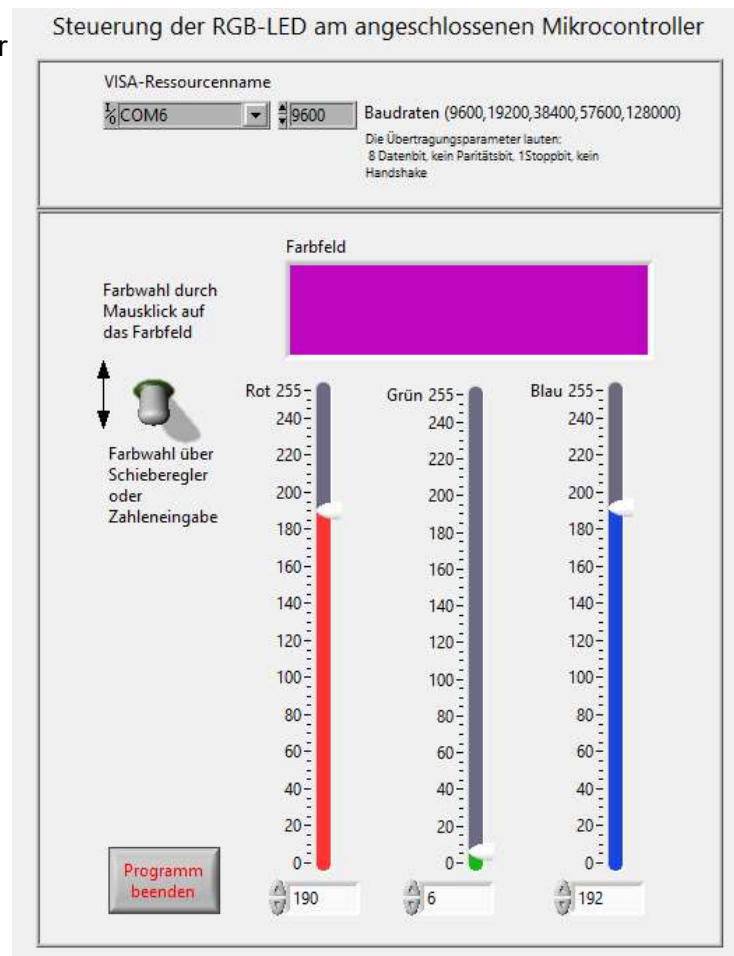 Steuerung der RGB-LED am angeschlossenen Mikrocontroller
r
VISA-Ressourcenname
I/O COM6
9600
Baudraten (9600,19200,38400,57600,128000)
Die Übertragungsparameter lauten:
8 Datenbit, kein Paritätsbit, 1Stoppbit, kein
Handshake
Farbfeld
Farbwahl durch
Mausklick auf
das Farbfeld
Farbwahl über
Schieberegler
oder
Zahleneingabe
Rot 255
240
220
200
180
160
140
120
100
80
60
40
20
0
190
Grün 255
240
220
200
180
160
140
120
100
80
60
40
20
0
6
Blau 255
240
220
200
180
160
140
120
100
80
60
40
20
0
192
Programm
beenden